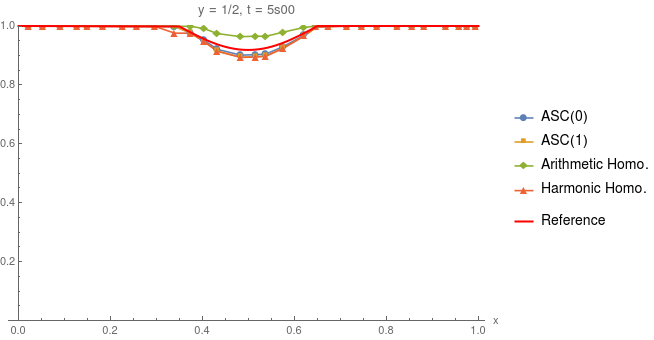 y = 1/2, t = 5s00
1.0
0.8
0.6
0.4
0.2
0.0
0.2
0.4
0.6
0.8
1.0
x
ASC(0)
ASC(1)
Arithmetic Homo.
Harmonic Homo.
Reference